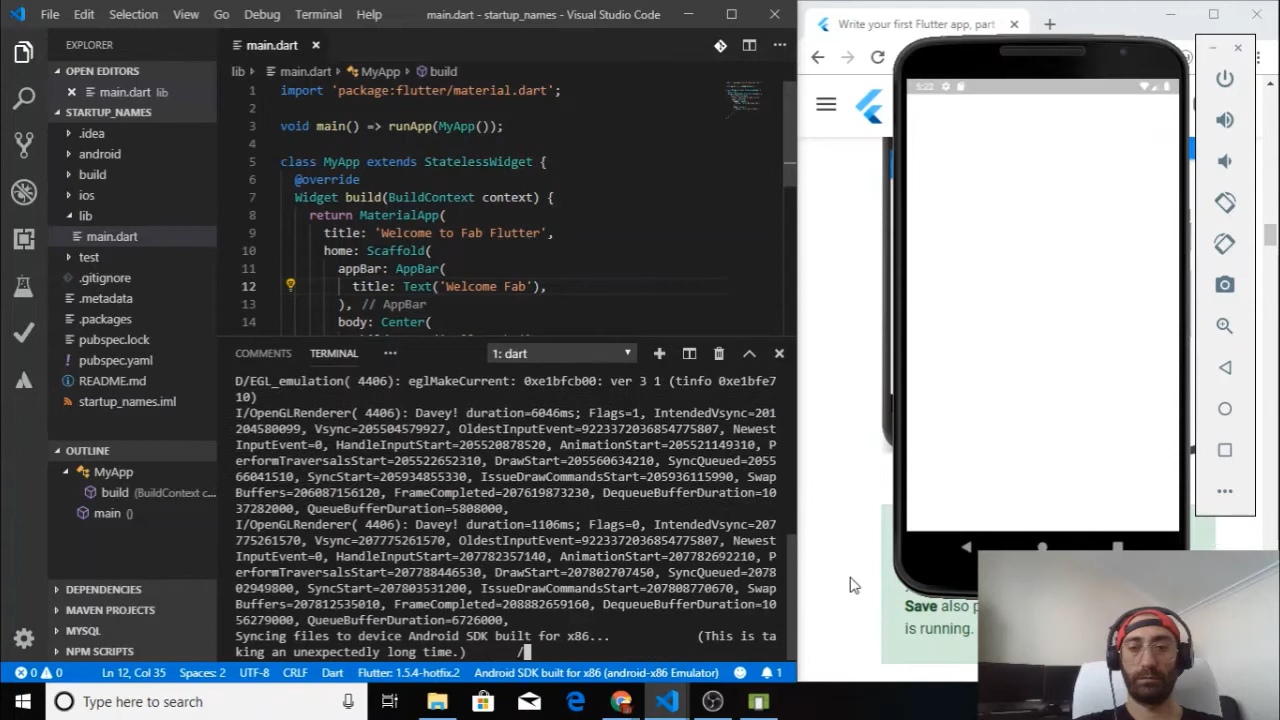 File Edit Selection View Go Debug Terminal Help main.dart - startup_names - Visual Studio Code
EXPLORER
OPEN EDITORS
main.dart lib
STARTUP_NAMES
.idea
android
build
ios
lib
main.dart
test
.gitignore
.metadata
.packages
pubspec.lock
pubspec.yaml
README.md
startup_names.iml
OUTLINE
MyApp
build (BuildContext c...
main ()
DEPENDENCIES
MAVEN PROJECTS
MYSQL
NPM SCRIPTS
main.dart
lib main.dart MyApp build
1 import 'package:flutter/material.dart';
2
3 void main() => runApp(MyApp());
4
5 class MyApp extends StatelessWidget {
6 @override
7 Widget build(BuildContext context) {
8 return MaterialApp(
9 title: 'Welcome to Fab Flutter',
10 home: Scaffold(
11 appBar: AppBar(
12 title: Text('Welcome Fab'),
13 ), // AppBar
14 body: Center(
COMMENTS TERMINAL ... 1: dart
D/EGL_emulation( 4406): eglMakeCurrent: 0xe1bfcb00: ver 3 1 (tinfo 0xe1bfe7
10)
I/OpenGLRenderer( 4406): Davey! duration=6046ms; Flags=1, IntendedVsync=201
204580099, Vsync=205504579927, OldestInputEvent=9223372036854775807, Newest
InputEvent=0, HandleInputStart=205520878520, AnimationStart=205521149310, P
erformTraversalsStart=205522652310, DrawStart=205560634210, SyncQueued=2055
66041510, SyncStart=205934855330, IssueDrawCommandsStart=205936115990, Swap
Buffers=206087156120, FrameCompleted=207619873230, DequeueBufferDuration=10
37282000, QueueBufferDuration=5808000,
I/OpenGLRenderer( 4406): Davey! duration=1106ms; Flags=0, IntendedVsync=207
775261570, Vsync=207775261570, OldestInputEvent=9223372036854775807, Newest
InputEvent=0, HandleInputStart=207782357140, AnimationStart=207782692210, P
erformTraversalsStart=207788446530, DrawStart=207802707450, SyncQueued=2078
02949800, SyncStart=207803531200, IssueDrawCommandsStart=207808770670, Swap
Buffers=207812535010, FrameCompleted=208882659160, DequeueBufferDuration=10
56279000, QueueBufferDuration=6726000,
Syncing files to device Android SDK built for x86... (This is ta
king an unexpectedly long time.) /
0 0 Ln 12, Col 35 Spaces: 2 UTF-8 CRLF Dart Flutter: 1.5.4-hotfix.2 Android SDK built for x86 (android-x86 Emulator) 1
Type here to search
Write your first Flutter app, part
5:22
Save also p
is running.